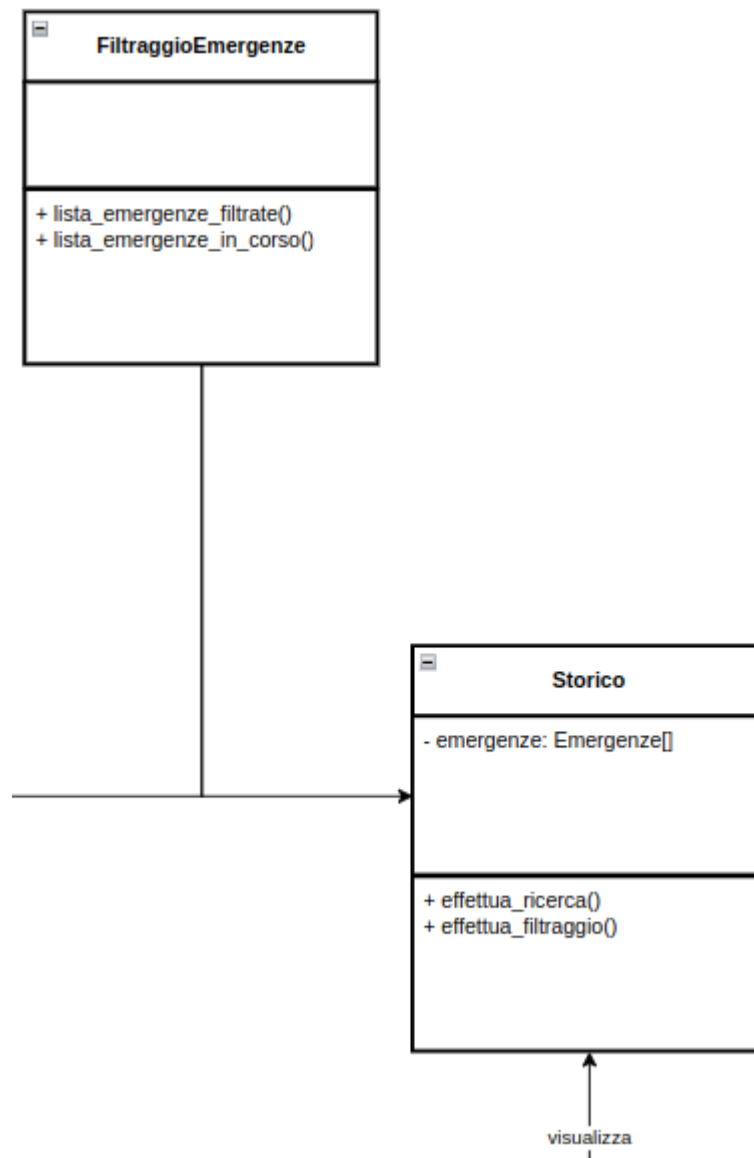 FiltraggioEmergenze
+ lista_emergenze_filtrate()
+ lista_emergenze_in_corso()
Storico
- emergenze: Emergenze[]
+ effettua_ricerca()
+ effettua_filtraggio()
visualizza